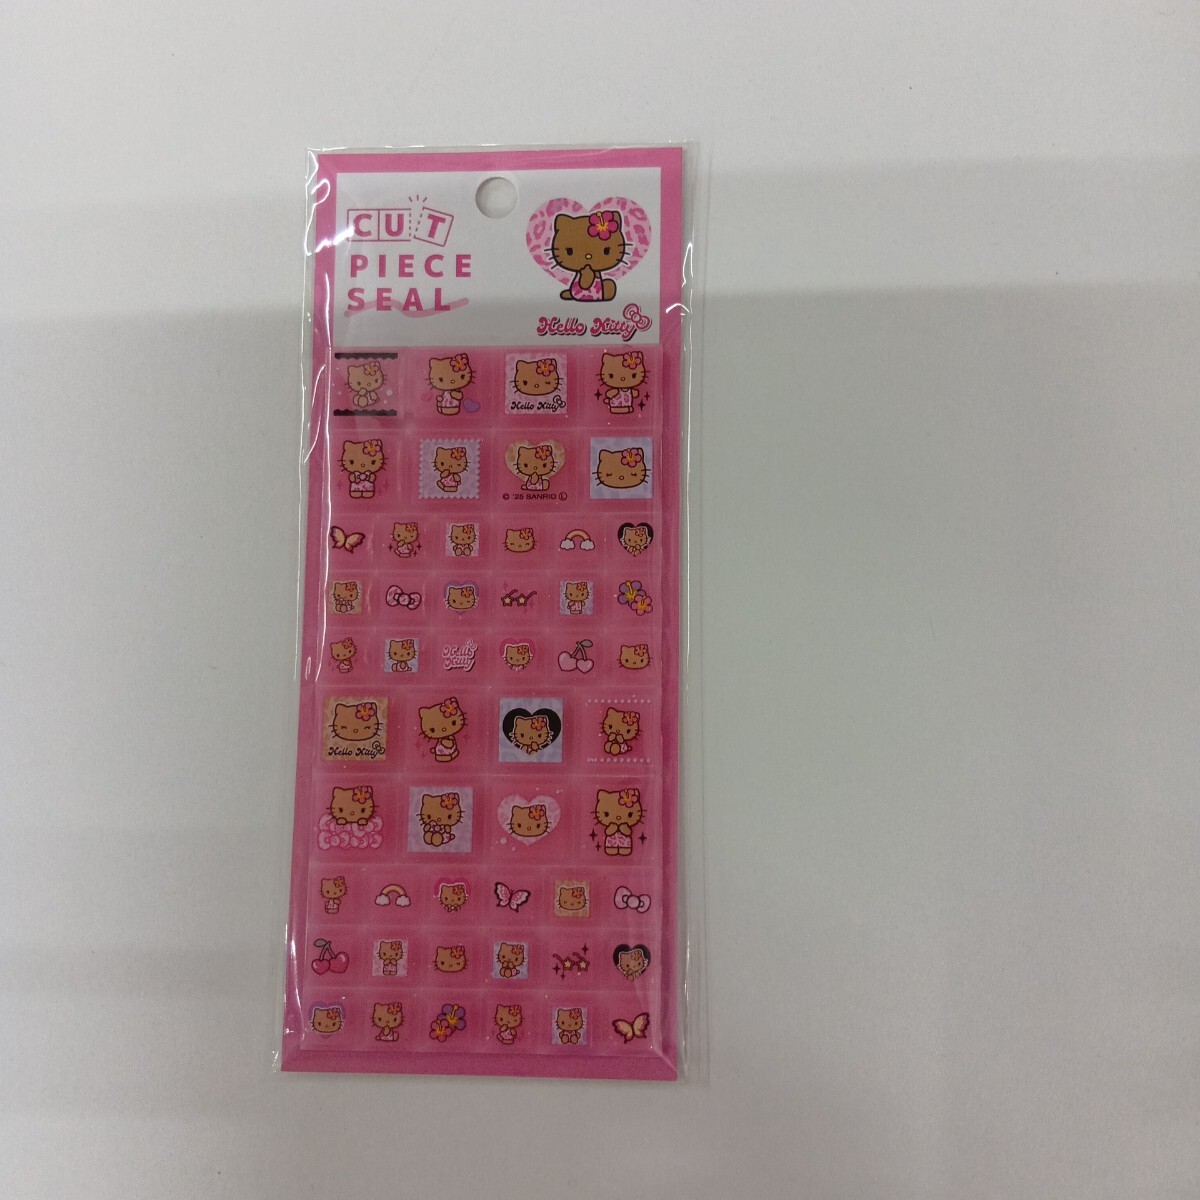 CUT
PIECE
SEAL
Hello Kitty
Hello Kitty
© '25 SANRIO Ⓛ
Hello
Kitty
Hello Kitty